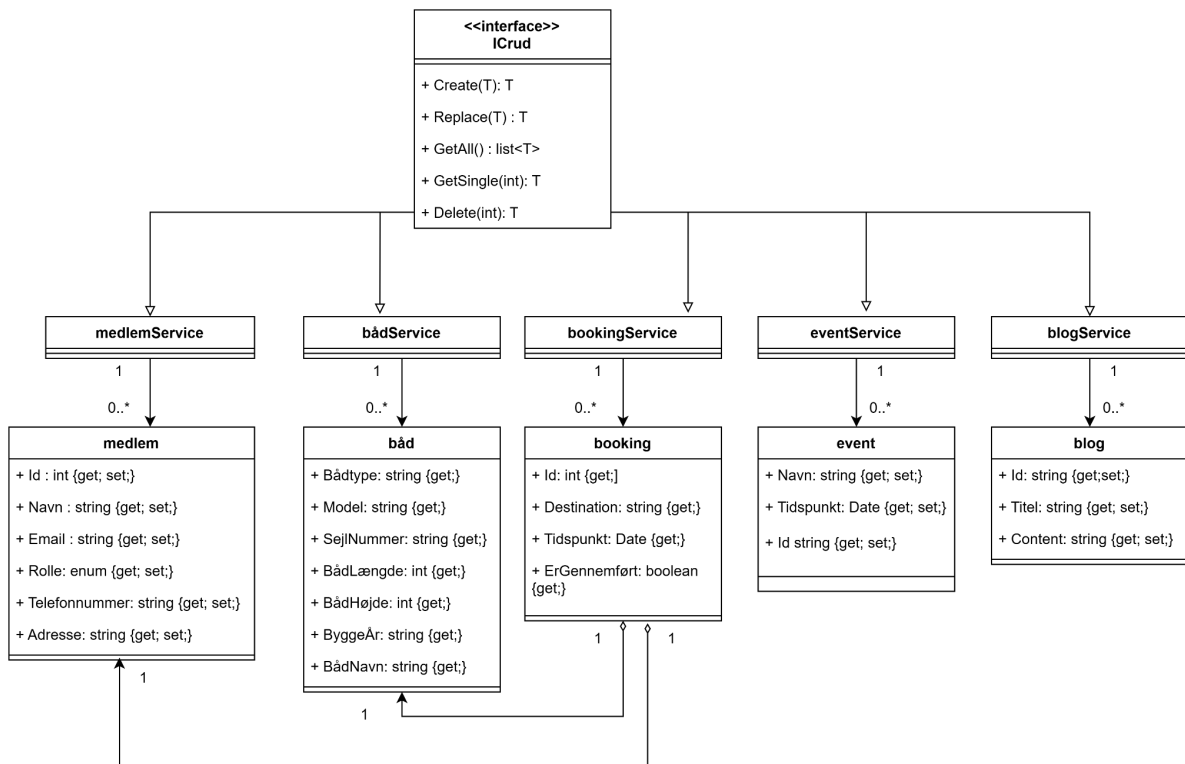 <<interface>>
ICrud
+ Create(T): T
+ Replace(T) : T
+ GetAll() : list<T>
+ GetSingle(int): T
+ Delete(int): T
medlemService
bådService
bookingService
eventService
blogService
1
1
1
1
1
0..*
0..*
0..*
0..*
0..*
medlem
+ Id : int {get; set;}
+ Navn : string {get; set;}
+ Email : string {get; set;}
+ Rolle: enum {get; set;}
+ Telefonnummer: string {get; set;}
+ Adresse: string {get; set;}
båd
+ Bådtype: string {get;}
+ Model: string {get;}
+ SejlNummer: string {get;}
+ BådLængde: int {get;}
+ BådHøjde: int {get;}
+ ByggeÅr: string {get;}
+ BådNavn: string {get;}
booking
+ Id: int {get;]
+ Destination: string {get;}
+ Tidspunkt: Date {get;}
+ ErGennemført: boolean
{get;}
event
+ Navn: string {get; set;}
+ Tidspunkt: Date {get; set;}
+ Id string {get; set;}
blog
+ Id: string {get;set;}
+ Titel: string {get; set;}
+ Content: string {get; set;}
1
1
1
1